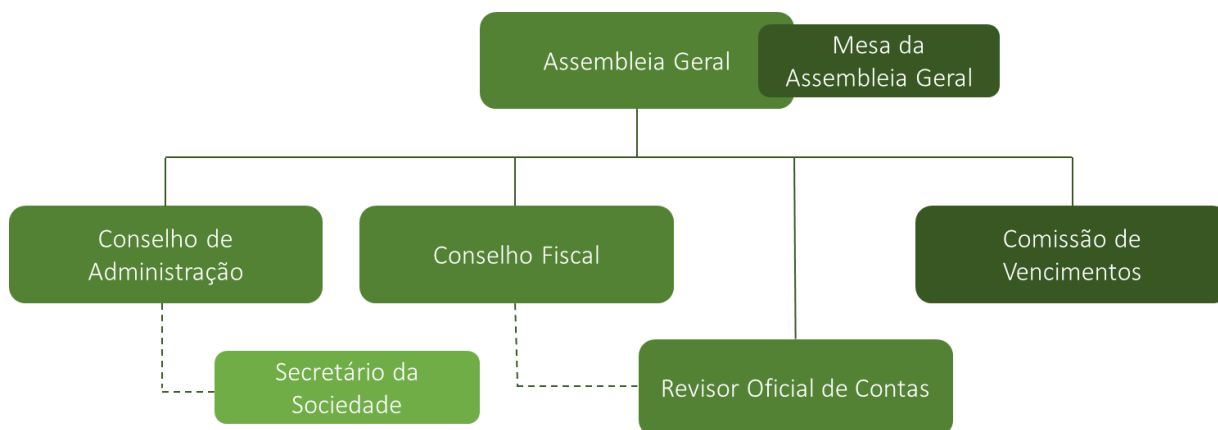 Assembleia Geral
Mesa da
Assembleia Geral
Conselho de
Administração
Conselho Fiscal
Comissão de
Vencimentos
Secretário da
Sociedade
Revisor Oficial de Contas